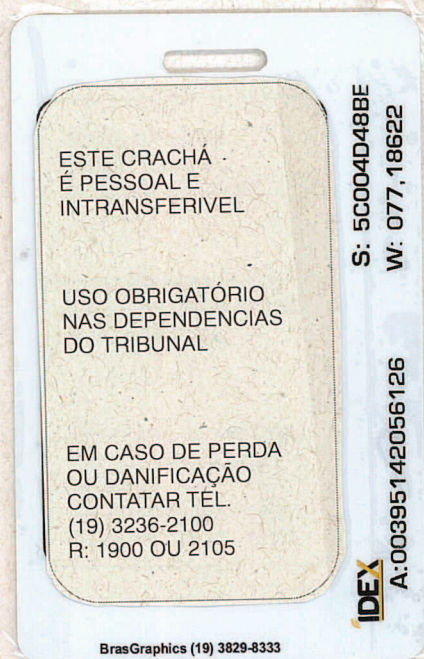 ESTE CRACHÁ
É PESSOAL E
INTRANSFERIVEL
USO OBRIGATÓRIO
NAS DEPENDENCIAS
DO TRIBUNAL
EM CASO DE PERDA
OU DANIFICAÇÃO
CONTATAR TEL.
(19) 3236-2100
R: 1900 OU 2105
BrasGraphics (19) 3829-8333
S: 5C004D48BE
W: 077,18622
IDEX
A:00395142056126